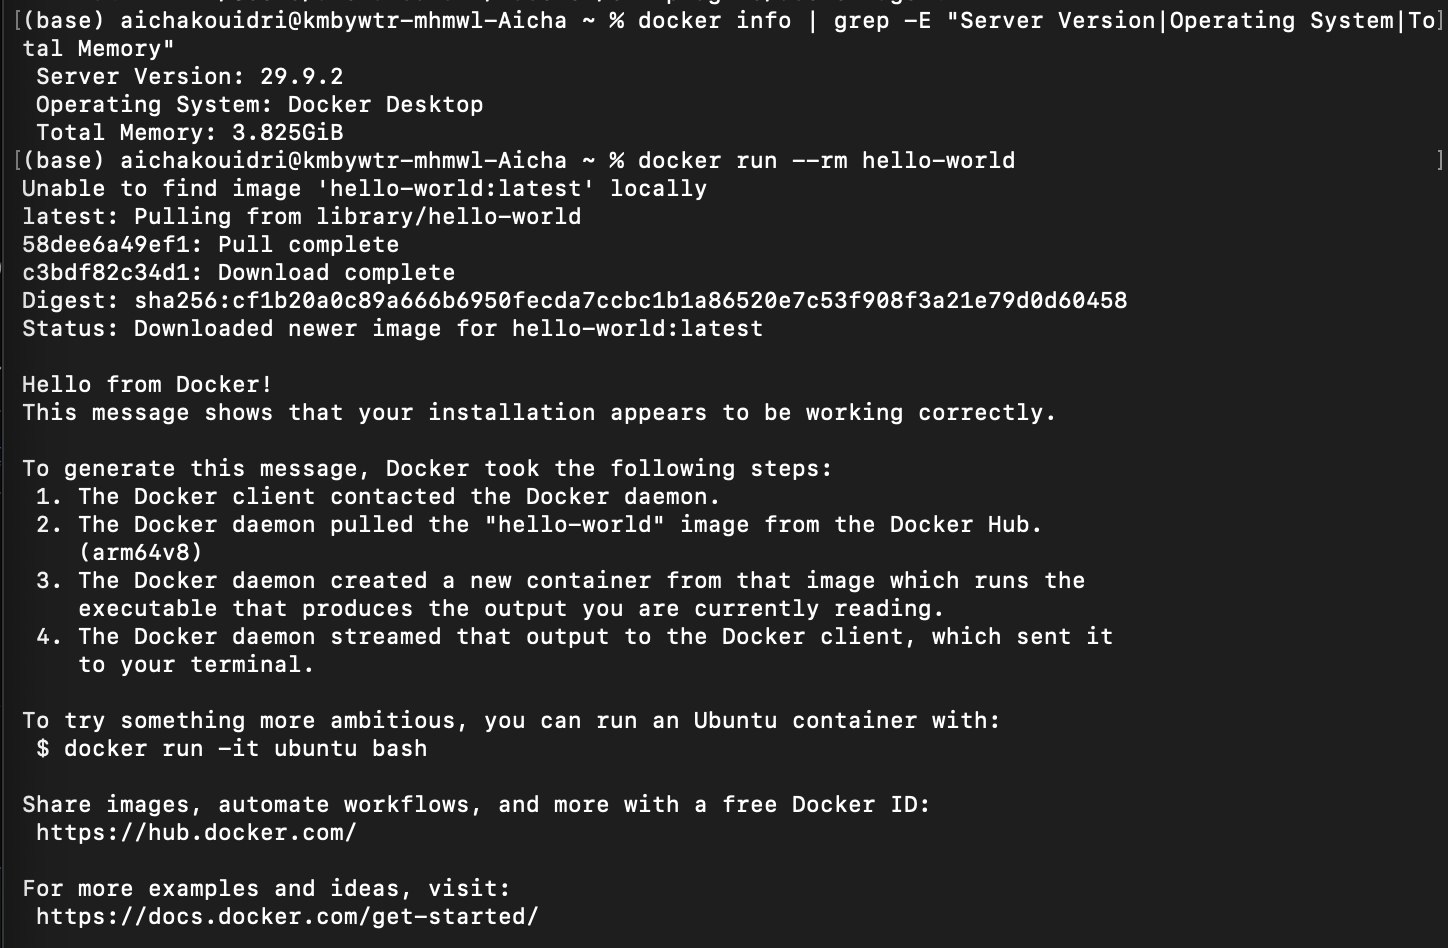 [(base) aichakouidri@kmbywtr-mhmwl-Aicha ~ % docker info | grep -E "Server Version|Operating System|To]
tal Memory"
 Server Version: 29.9.2
 Operating System: Docker Desktop
 Total Memory: 3.825GiB
[(base) aichakouidri@kmbywtr-mhmwl-Aicha ~ % docker run --rm hello-world ]
Unable to find image 'hello-world:latest' locally
latest: Pulling from library/hello-world
58dee6a49ef1: Pull complete
c3bdf82c34d1: Download complete
Digest: sha256:cf1b20a0c89a666b6950fecda7ccbc1b1a86520e7c53f908f3a21e79d0d60458
Status: Downloaded newer image for hello-world:latest

Hello from Docker!
This message shows that your installation appears to be working correctly.

To generate this message, Docker took the following steps:
 1. The Docker client contacted the Docker daemon.
 2. The Docker daemon pulled the "hello-world" image from the Docker Hub.
    (arm64v8)
 3. The Docker daemon created a new container from that image which runs the
    executable that produces the output you are currently reading.
 4. The Docker daemon streamed that output to the Docker client, which sent it
    to your terminal.

To try something more ambitious, you can run an Ubuntu container with:
 $ docker run -it ubuntu bash

Share images, automate workflows, and more with a free Docker ID:
 https://hub.docker.com/

For more examples and ideas, visit:
 https://docs.docker.com/get-started/